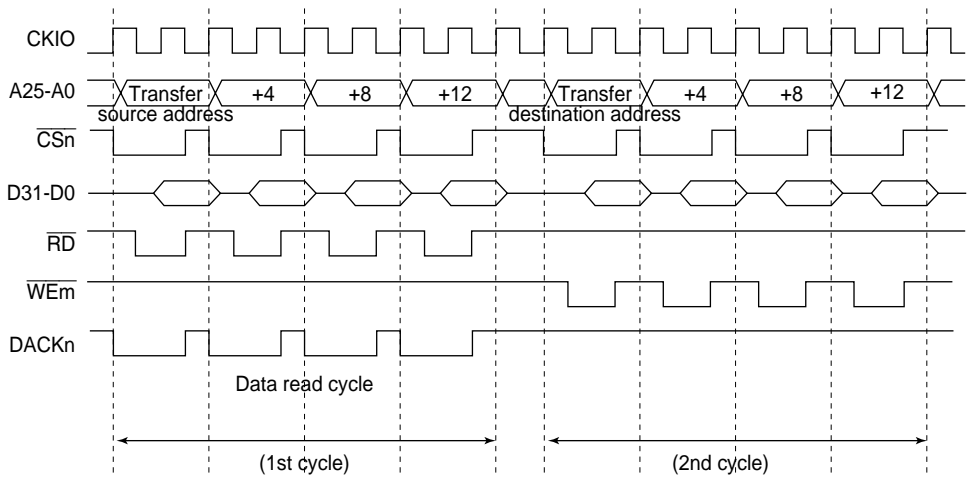 CKIO
A25-A0 Transfer +4 +8 +12 Transfer +4 +8 +12
source address destination address
CSn
D31-D0
RD
WEm
DACKn
Data read cycle
(1st cycle) (2nd cycle)